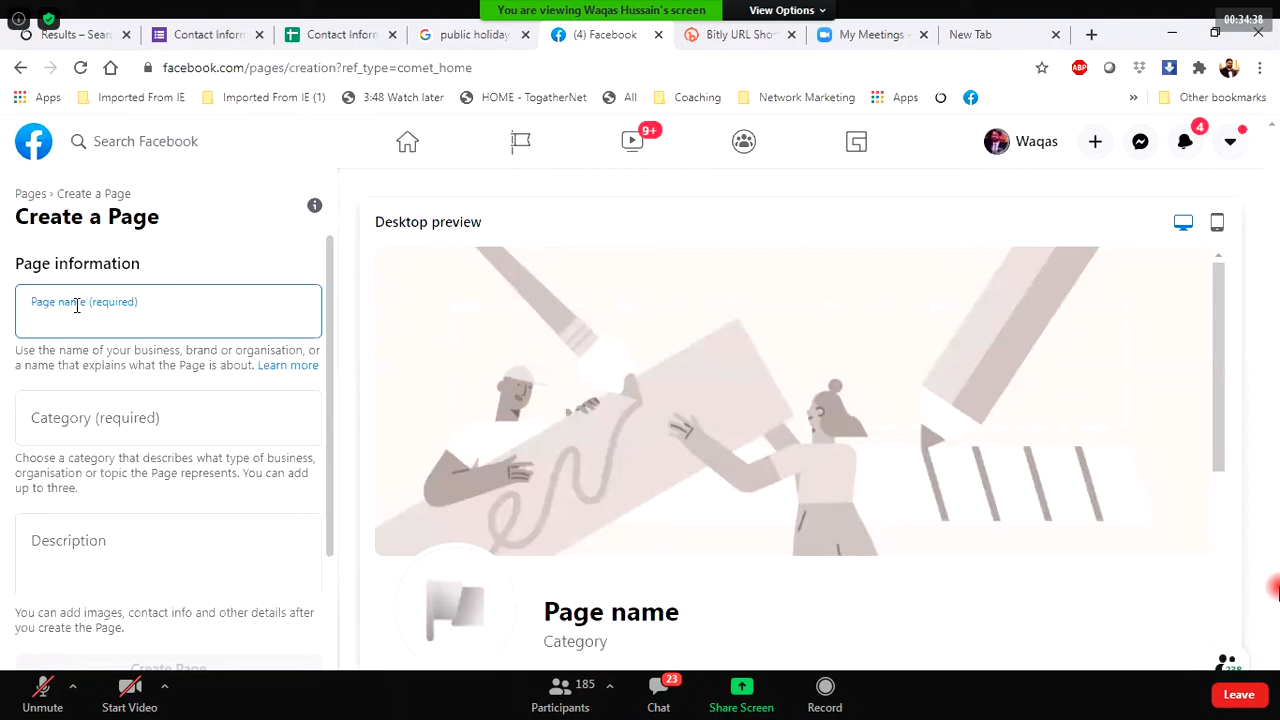 You are viewing Waqas Hussain's screen
View Options
00:34:38
Results – Sear
Contact Inforn
Contact inforn
public holiday
(4) Facebook
Bitly URL Sho
My Meetings -
New Tab
facebook.com/pages/creation?ref_type=comet_home
ABP
Apps
Imported From IE
Imported From IE (1)
3:48 Watch later
HOME - TogatherNet
All
Coaching
Network Marketing
Apps
»
Other bookmarks
Search Facebook
9+
Waqas
4
Pages › Create a Page
Create a Page
Page information
Page name (required)
Use the name of your business, brand or organisation, or
a name that explains what the Page is about. Learn more
Category (required)
Choose a category that describes what type of business,
organisation or topic the Page represents. You can add
up to three.
Description
You can add images, contact info and other details after
you create the Page.
Create Page
Desktop preview
Page name
Category
Unmute
Start Video
185
Participants
23
Chat
Share Screen
Record
Leave